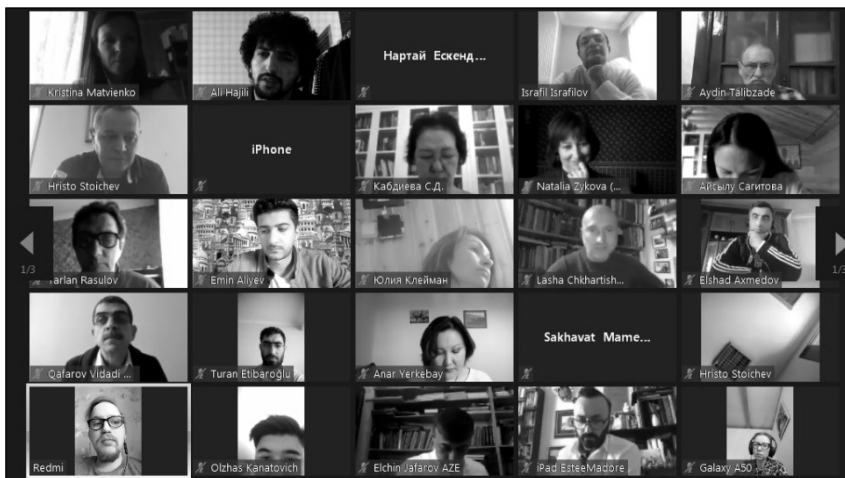 Kristina Matvienko
Ali Hajili
Нартай Ескенд...
Israfil Israfilov
Aydin Talibzade
Hristo Stoichev
iPhone
Кабдиева С.Д.
Natalia Zykova (...
Айсылу Сагитова
1/3
Tarlan Rasulov
Emin Aliyev
Юлия Клейман
Lasha Chkhartish...
Elshad Axmedov
1/3
Qafarov Vidadi ...
Turan Etibaroğlu
Anar Yerkebay
Sakhavat Mame...
Hristo Stoichev
Redmi
Olzhas Kanatovich
Elchin Jafarov AZE
iPad EsteeMadore
Galaxy A50